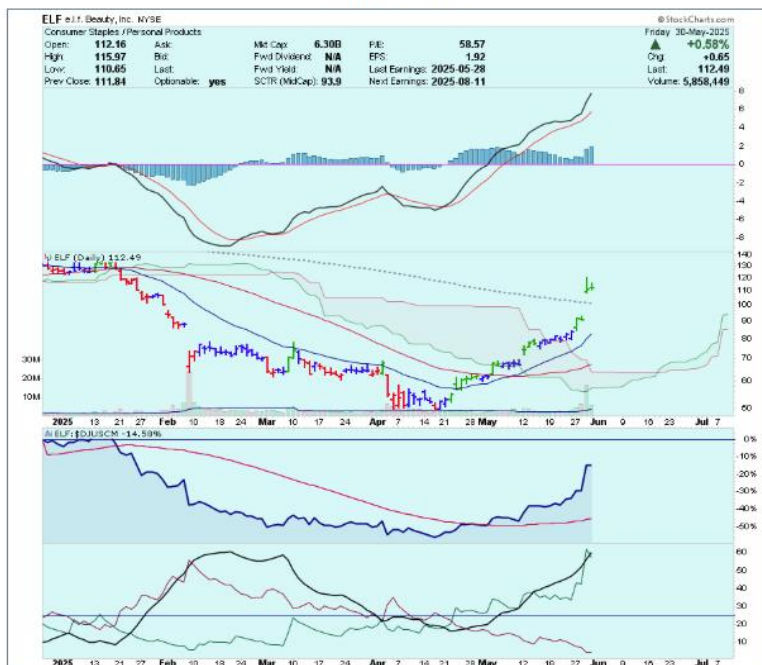 ELF e.l.f. Beauty, Inc. NYSE © StockCharts.com
Consumer Staples / Personal Products Friday 30-May-2025
Open: 112.16 Ask: Mkt Cap: 6.30B P/E: 58.57 ▲ +0.58%
High: 115.97 Bid: Fwd Dividend: N/A EPS: 1.92 Chg: +0.65
Low: 110.65 Last: Fwd Yield: N/A Last Earnings: 2025-05-28 Last: 112.49
Prev Close: 111.84 Optionable: yes SCTR (MidCap): 93.9 Next Earnings: 2025-08-11 Volume: 5,858,449
8
6
4
2
0
-2
-4
-6
-8
ELF (Daily) 112.49
140
130
120
110
100
90
80
70
60
50
30M
20M
10M
2025 13 21 27 Feb 10 18 24 Mar 10 17 24 Apr 7 14 21 May 12 19 27 Jun 9 16 23 Jul 7
ELF:$DJUSCM -14.58%
0%
-10%
-20%
-30%
-40%
-50%
60
50
40
30
20
10
2025 13 21 27 Feb 10 18 24 Mar 10 17 24 Apr 7 14 21 May 12 19 27 Jun 9 16 23 Jul 7